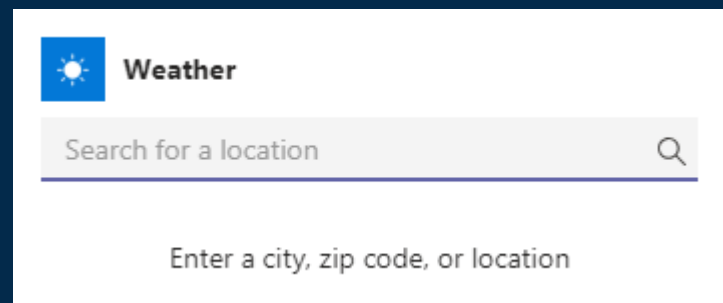 Weather
Search for a location
Enter a city, zip code, or location